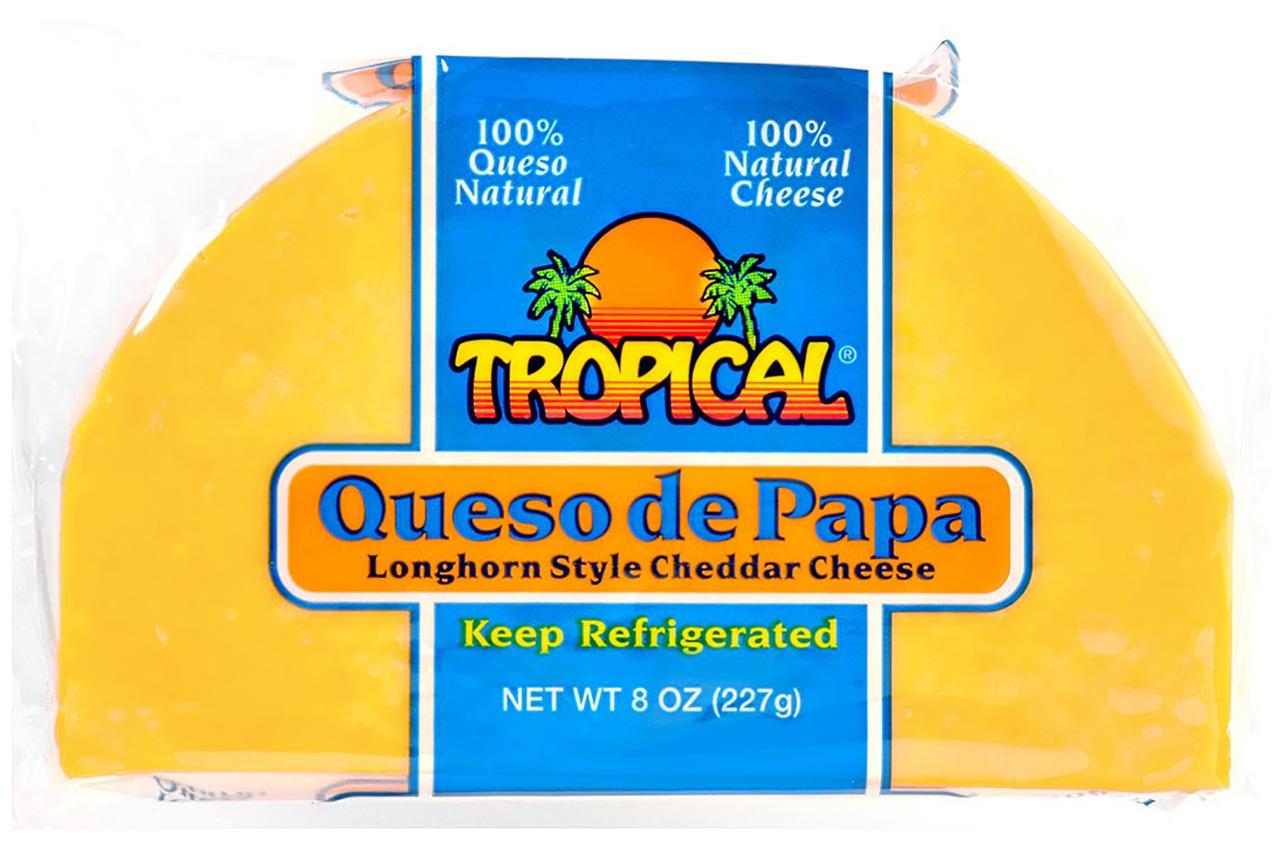 100%
Queso
Natural
100%
Natural
Cheese
TROPICAL®
Queso de Papa
Longhorn Style Cheddar Cheese
Keep Refrigerated
NET WT 8 OZ (227g)